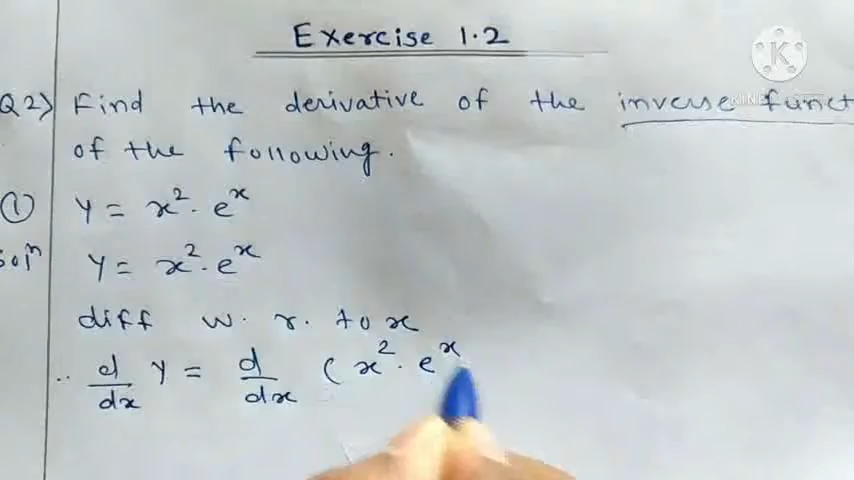 Exercise 1.2
Q2) Find the derivative of the inverse funct
of the following.
① y = x² · eˣ
Solⁿ y = x² · eˣ
diff w. r. to x
∴ d/dx y = d/dx (x² · eˣ